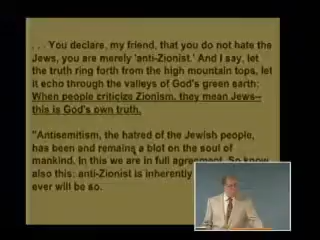 . . . You declare, my friend, that you do not hate the
Jews, you are merely 'anti-Zionist.' And I say, let
the truth ring forth from the high mountain tops, let
it echo through the valleys of God's green earth:
When people criticize Zionism, they mean Jews--
this is God's own truth.
"Antisemitism, the hatred of the Jewish people,
has been and remains a blot on the soul of
mankind. In this we are in full agreement. So know
also this: anti-Zionist is inherently
ever will be so.